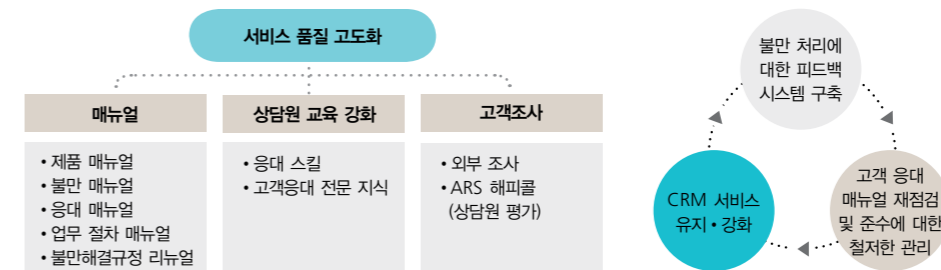 서비스 품질 고도화
매뉴얼
• 제품 매뉴얼
• 불만 매뉴얼
• 응대 매뉴얼
• 업무 절차 매뉴얼
• 불만해결규정 리뉴얼
상담원 교육 강화
• 응대 스킬
• 고객응대 전문 지식
고객조사
• 외부 조사
• ARS 해피콜
(상담원 평가)
불만 처리에
대한 피드백
시스템 구축
CRM 서비스
유지 • 강화
고객 응대
매뉴얼 재점검
및 준수에 대한
철저한 관리